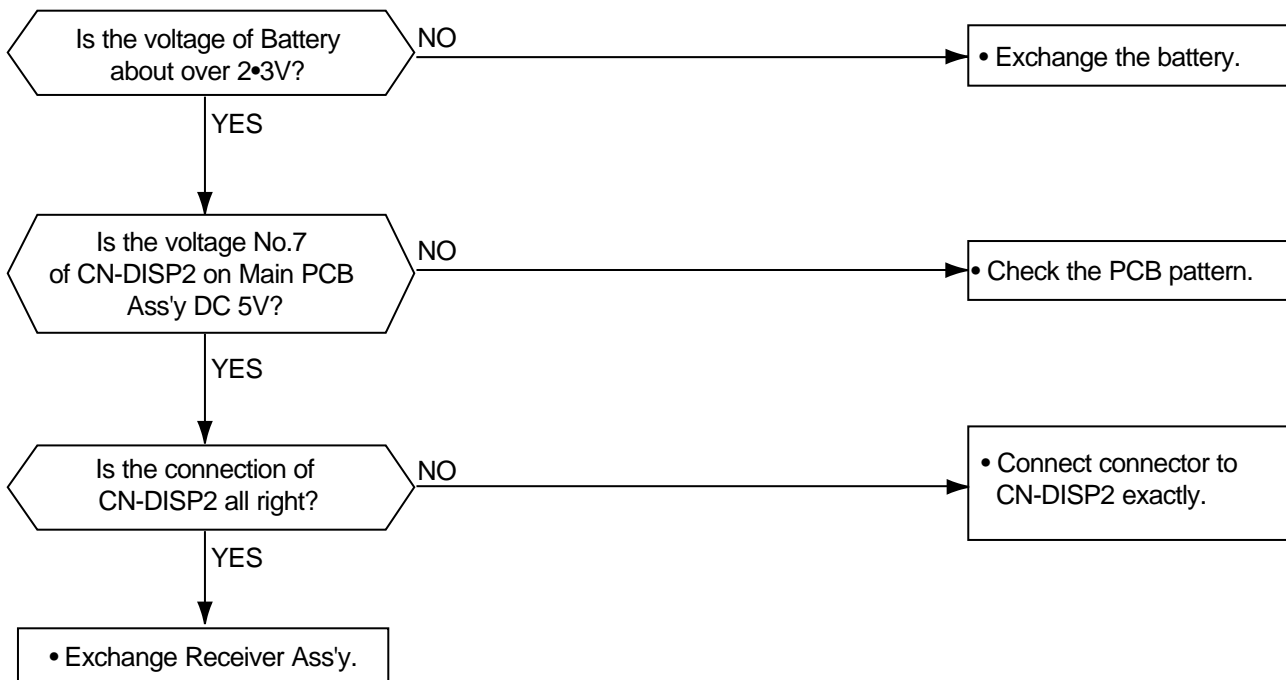 Is the voltage of Battery
about over 2•3V?
NO
• Exchange the battery.
YES
Is the voltage No.7
of CN-DISP2 on Main PCB
Ass'y DC 5V?
NO
• Check the PCB pattern.
YES
Is the connection of
CN-DISP2 all right?
NO
• Connect connector to
CN-DISP2 exactly.
YES
• Exchange Receiver Ass'y.